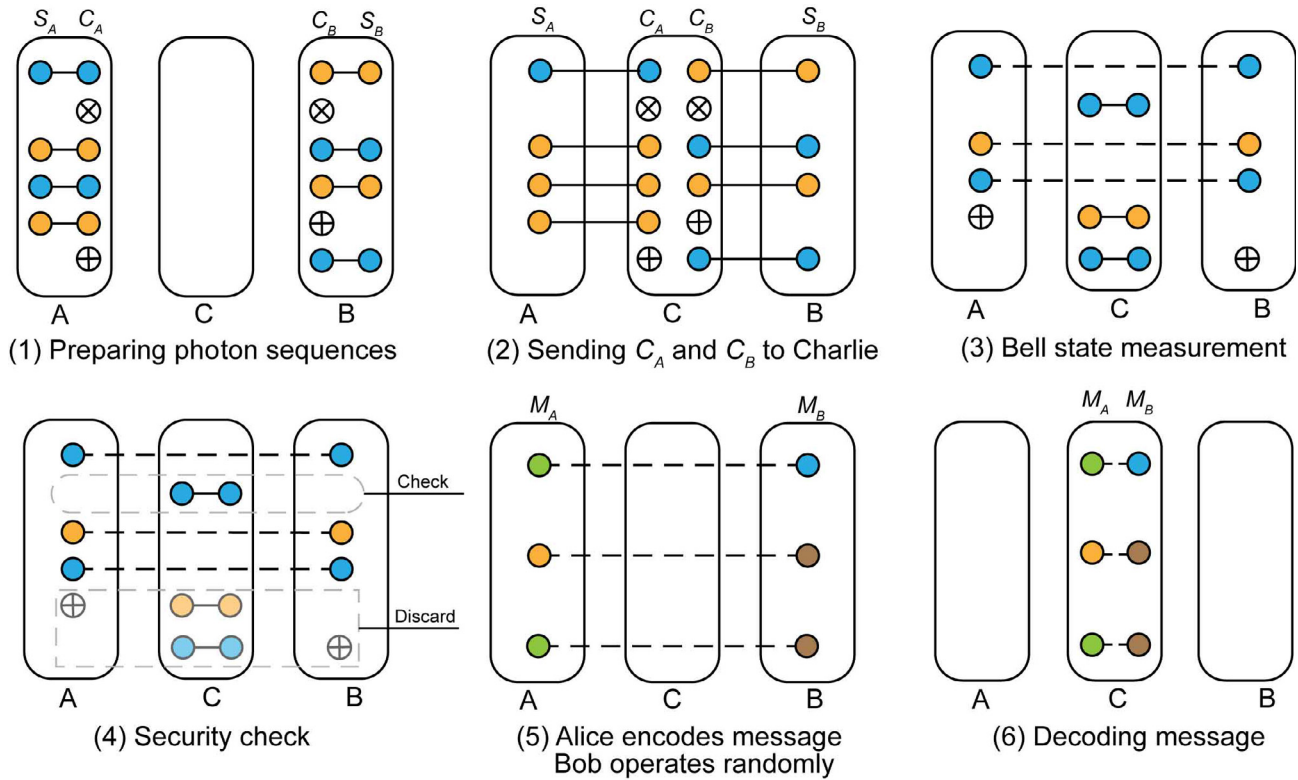 S_A C_A C_B S_B
A C B
(1) Preparing photon sequences
S_A C_A C_B S_B
A C B
(2) Sending C_A and C_B to Charlie
A C B
(3) Bell state measurement
Check
Discard
A C B
(4) Security check
M_A M_B
A C B
(5) Alice encodes message
Bob operates randomly
M_A M_B
A C B
(6) Decoding message